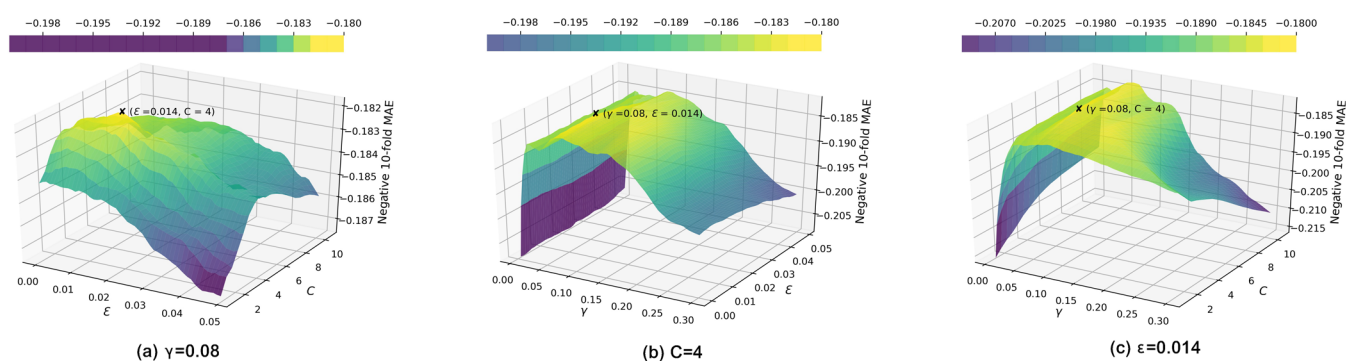 −0.198 −0.195 −0.192 −0.189 −0.186 −0.183 −0.180
✘ (Ɛ =0.014, C = 4)
−0.182
−0.183
−0.184
−0.185
−0.186
−0.187
Negative 10-fold MAE
0.00 0.01 0.02 0.03 0.04 0.05
Ɛ
2 4 6 8 10
C
(a) γ=0.08
−0.198 −0.195 −0.192 −0.189 −0.186 −0.183 −0.180
✘ (γ =0.08, Ɛ = 0.014)
−0.185
−0.190
−0.195
−0.200
−0.205
Negative 10-fold MAE
0.00 0.05 0.10 0.15 0.20 0.25 0.30
γ
0.00 0.01 0.02 0.03 0.04 0.05
Ɛ
(b) C=4
−0.2070 −0.2025 −0.1980 −0.1935 −0.1890 −0.1845 −0.1800
✘ (γ =0.08, C = 4)
−0.185
−0.190
−0.195
−0.200
−0.205
−0.210
−0.215
Negative 10-fold MAE
0.00 0.05 0.10 0.15 0.20 0.25 0.30
γ
2 4 6 8 10
C
(c) ε=0.014